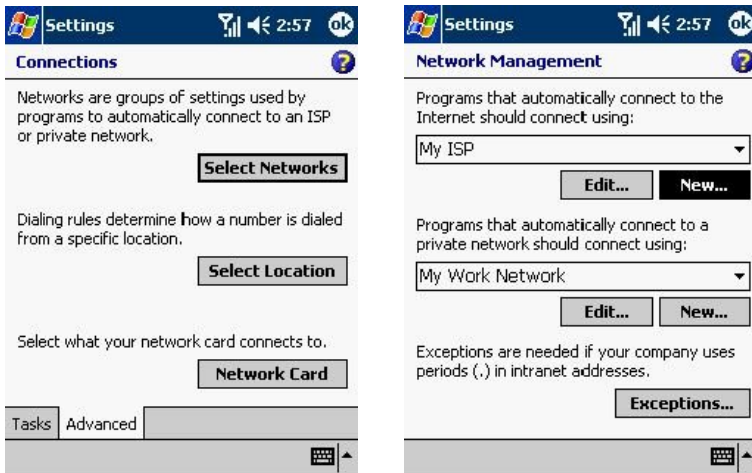 Settings 2:57 ok
Connections ?
Networks are groups of settings used by
programs to automatically connect to an ISP
or private network.
Select Networks
Dialing rules determine how a number is dialed
from a specific location.
Select Location
Select what your network card connects to.
Network Card
Tasks Advanced
Settings 2:57 ok
Network Management ?
Programs that automatically connect to the
Internet should connect using:
My ISP
Edit... New...
Programs that automatically connect to a
private network should connect using:
My Work Network
Edit... New...
Exceptions are needed if your company uses
periods (.) in intranet addresses.
Exceptions...